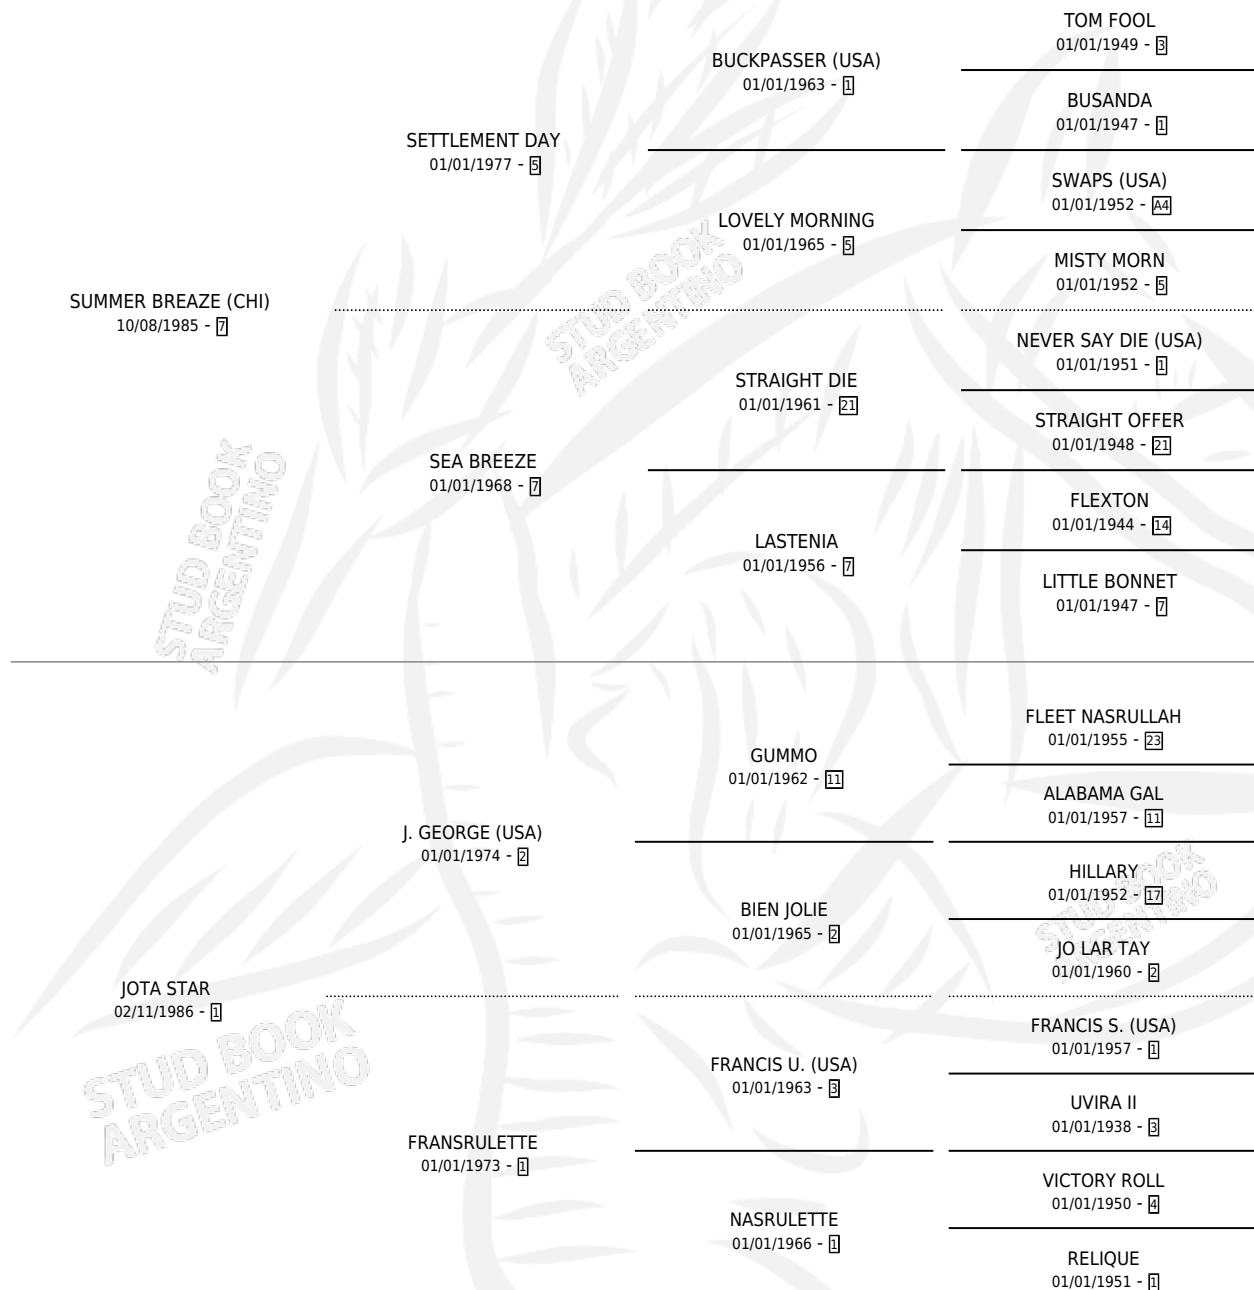 TOM FOOL
01/01/1949 - 3
BUCKPASSER (USA)
01/01/1963 - 1
BUSANDA
01/01/1947 - 1
SETTLEMENT DAY
01/01/1977 - 5
SWAPS (USA)
01/01/1952 - A4
LOVELY MORNING
01/01/1965 - 5
MISTY MORN
01/01/1952 - 5
SUMMER BREAZE (CHI)
10/08/1985 - 7
NEVER SAY DIE (USA)
01/01/1951 - 1
STRAIGHT DIE
01/01/1961 - 21
STRAIGHT OFFER
01/01/1948 - 21
SEA BREEZE
01/01/1968 - 7
FLEXTON
01/01/1944 - 14
LASTENIA
01/01/1956 - 7
LITTLE BONNET
01/01/1947 - 7
STUD BOOK
ARGENTINO
STUD BOOK
ARGENTINO
FLEET NASRULLAH
01/01/1955 - 23
GUMMO
01/01/1962 - 11
ALABAMA GAL
01/01/1957 - 11
J. GEORGE (USA)
01/01/1974 - 2
HILLARY
01/01/1952 - 17
BIEN JOLIE
01/01/1965 - 2
JO LAR TAY
01/01/1960 - 2
JOTA STAR
02/11/1986 - 1
FRANCIS S. (USA)
01/01/1957 - 1
FRANCIS U. (USA)
01/01/1963 - 3
UVIRA II
01/01/1938 - 3
FRANSRULETTE
01/01/1973 - 1
VICTORY ROLL
01/01/1950 - 4
NASRULETTE
01/01/1966 - 1
RELIQUE
01/01/1951 - 1
STUD BOOK
ARGENTINO
STUD BOOK
ARGENTINO